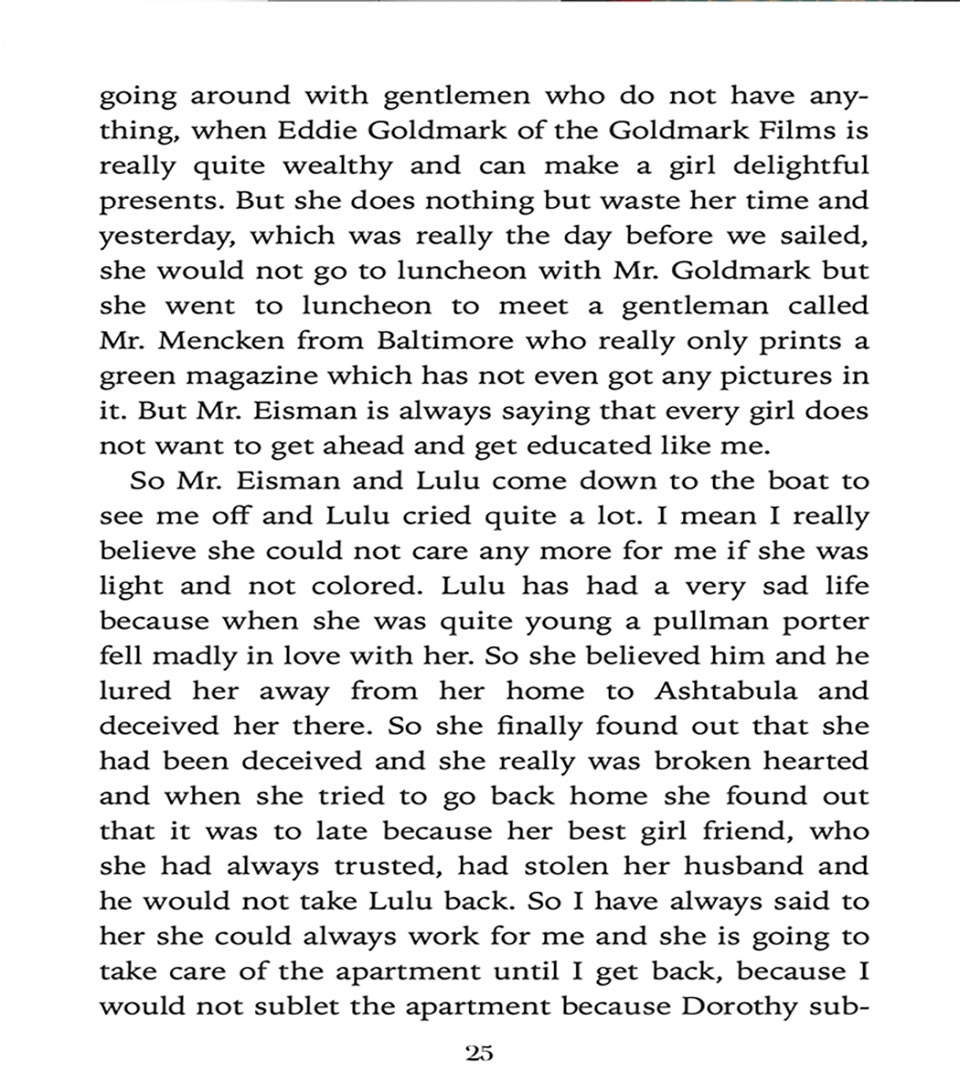 going around with gentlemen who do not have any-
thing, when Eddie Goldmark of the Goldmark Films is
really quite wealthy and can make a girl delightful
presents. But she does nothing but waste her time and
yesterday, which was really the day before we sailed,
she would not go to luncheon with Mr. Goldmark but
she went to luncheon to meet a gentleman called
Mr. Mencken from Baltimore who really only prints a
green magazine which has not even got any pictures in
it. But Mr. Eisman is always saying that every girl does
not want to get ahead and get educated like me.
So Mr. Eisman and Lulu come down to the boat to
see me off and Lulu cried quite a lot. I mean I really
believe she could not care any more for me if she was
light and not colored. Lulu has had a very sad life
because when she was quite young a pullman porter
fell madly in love with her. So she believed him and he
lured her away from her home to Ashtabula and
deceived her there. So she finally found out that she
had been deceived and she really was broken hearted
and when she tried to go back home she found out
that it was to late because her best girl friend, who
she had always trusted, had stolen her husband and
he would not take Lulu back. So I have always said to
her she could always work for me and she is going to
take care of the apartment until I get back, because I
would not sublet the apartment because Dorothy sub-
25